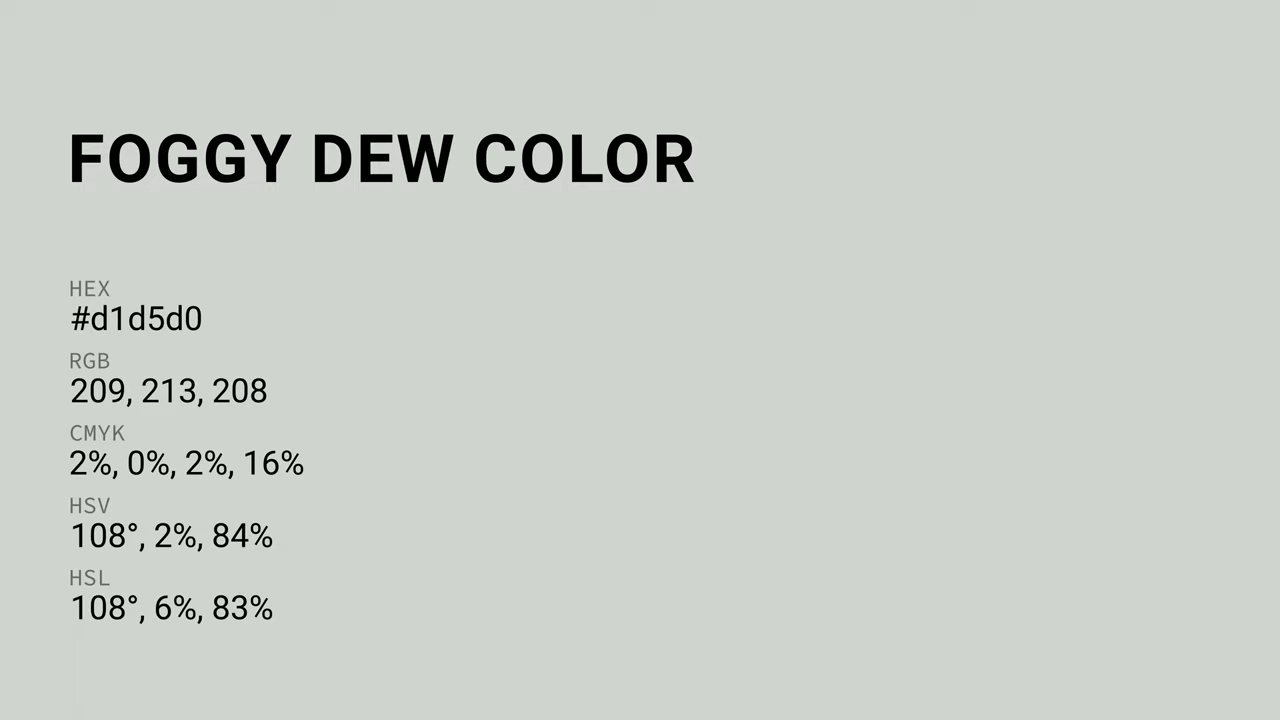 FOGGY DEW COLOR
HEX
#d1d5d0
RGB
209, 213, 208
CMYK
2%, 0%, 2%, 16%
HSV
108°, 2%, 84%
HSL
108°, 6%, 83%